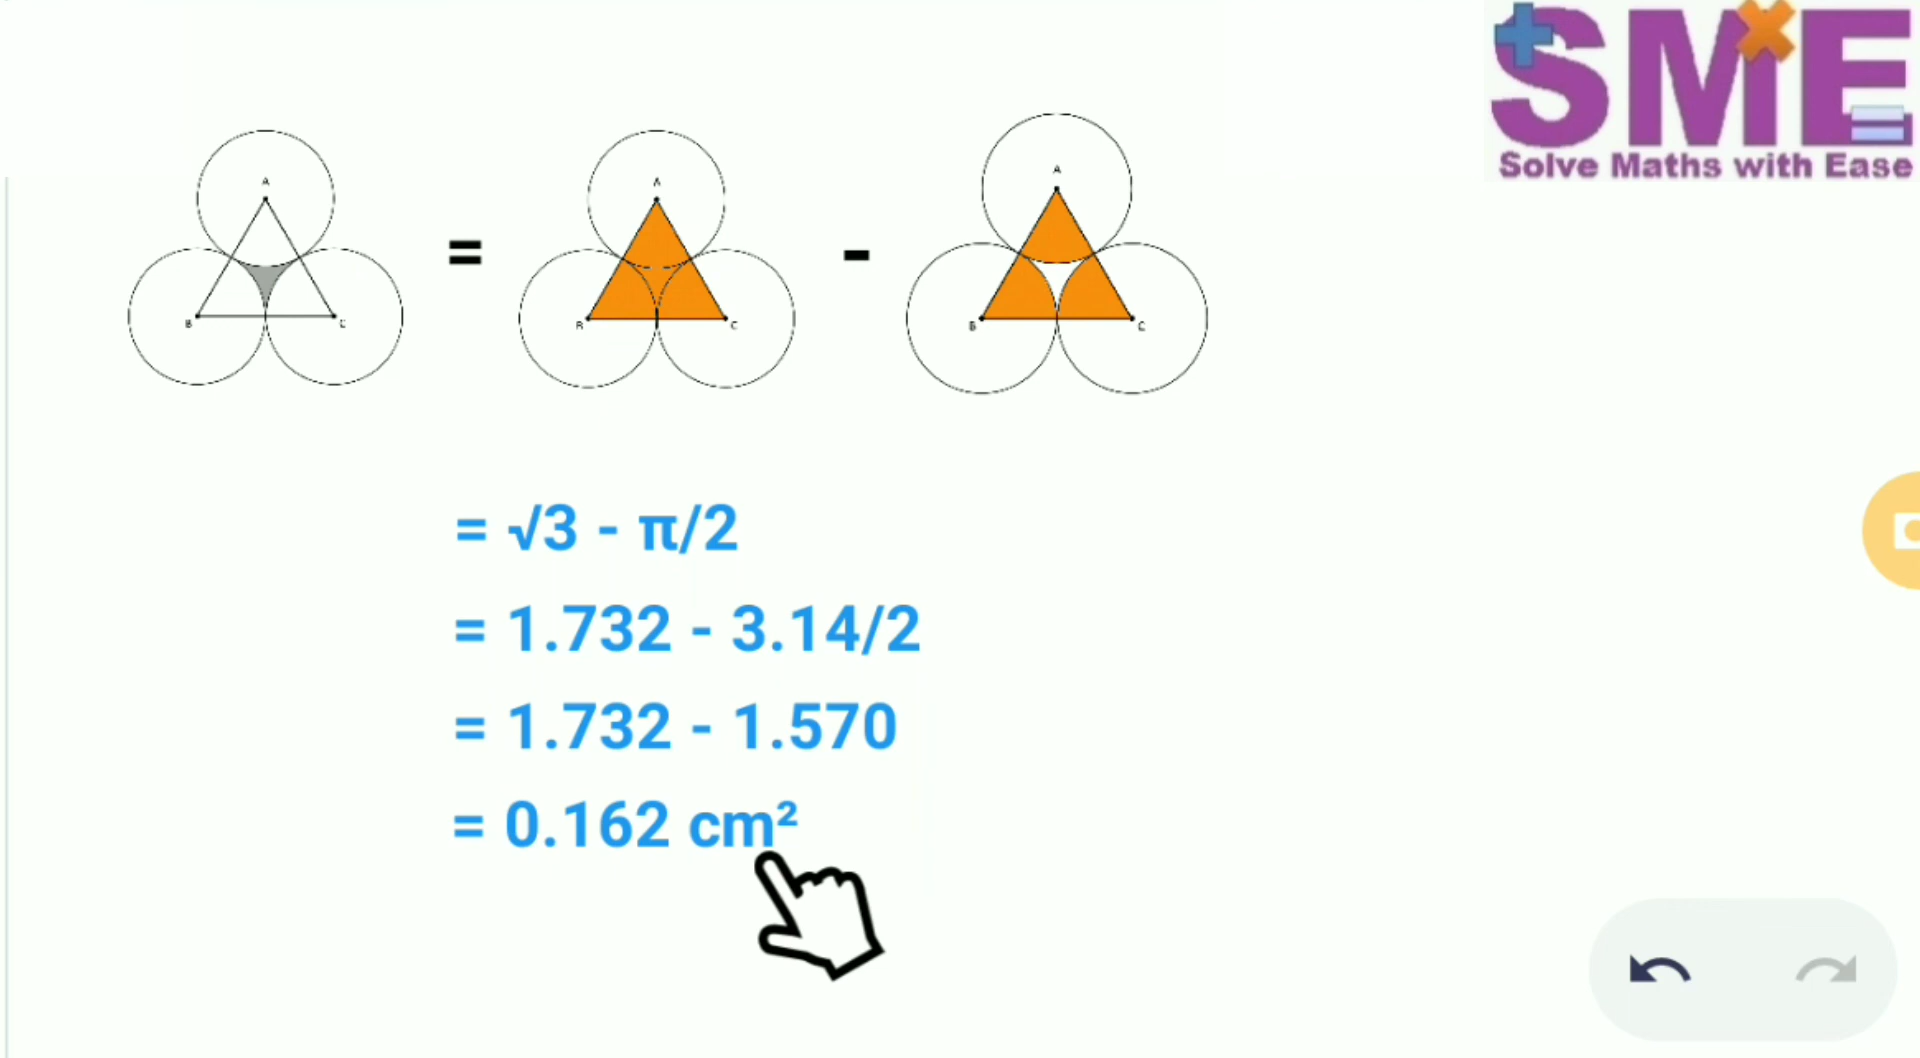 SME
Solve Maths with Ease
A
B
C
=
A
B
C
-
A
B
C
= √3 - π/2
= 1.732 - 3.14/2
= 1.732 - 1.570
= 0.162 cm²